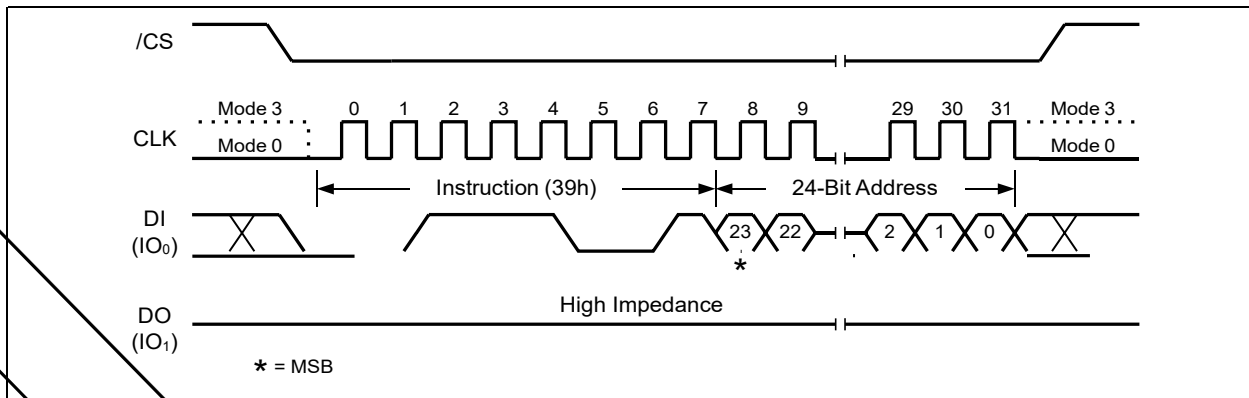 /CS
Mode 3 0 1 2 3 4 5 6 7 8 9 29 30 31 Mode 3
CLK
Mode 0 Mode 0
Instruction (39h) 24-Bit Address
DI
(IO₀)
23 22 2 1 0
*
High Impedance
DO
(IO₁)
* = MSB